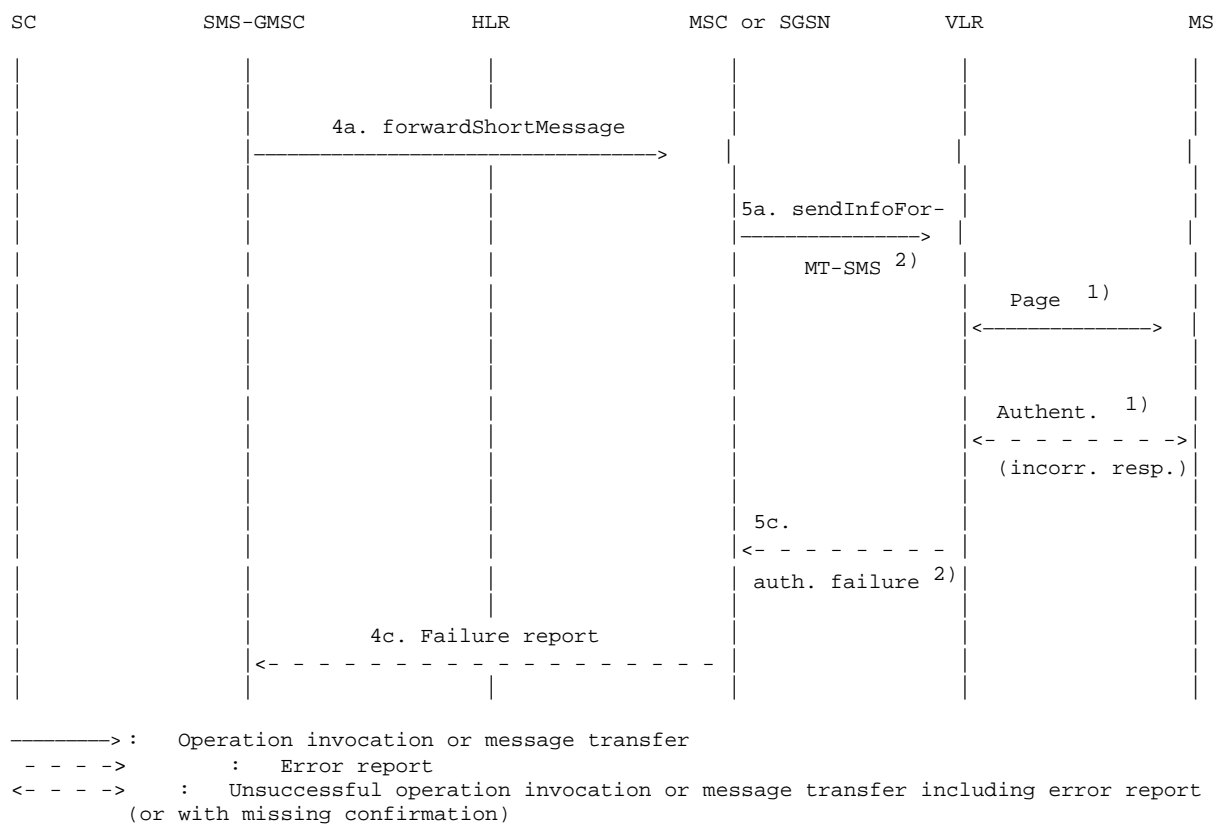 SC SMS-GMSC HLR MSC or SGSN VLR MS
4a. forwardShortMessage
5a. sendInfoFor-
MT-SMS 2)
Page 1)
Authent. 1)
(incorr. resp.)
5c.
auth. failure 2)
4c. Failure report
: Operation invocation or message transfer
: Error report
: Unsuccessful operation invocation or message transfer including error report
(or with missing confirmation)